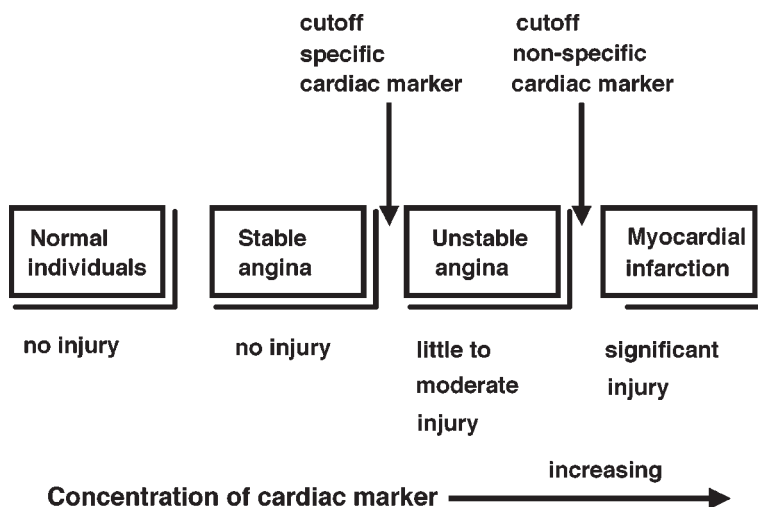 cutoff
specific
cardiac marker
cutoff
non-specific
cardiac marker
Normal
individuals
Stable
angina
Unstable
angina
Myocardial
infarction
no injury
no injury
little to
moderate
injury
significant
injury
increasing
Concentration of cardiac marker